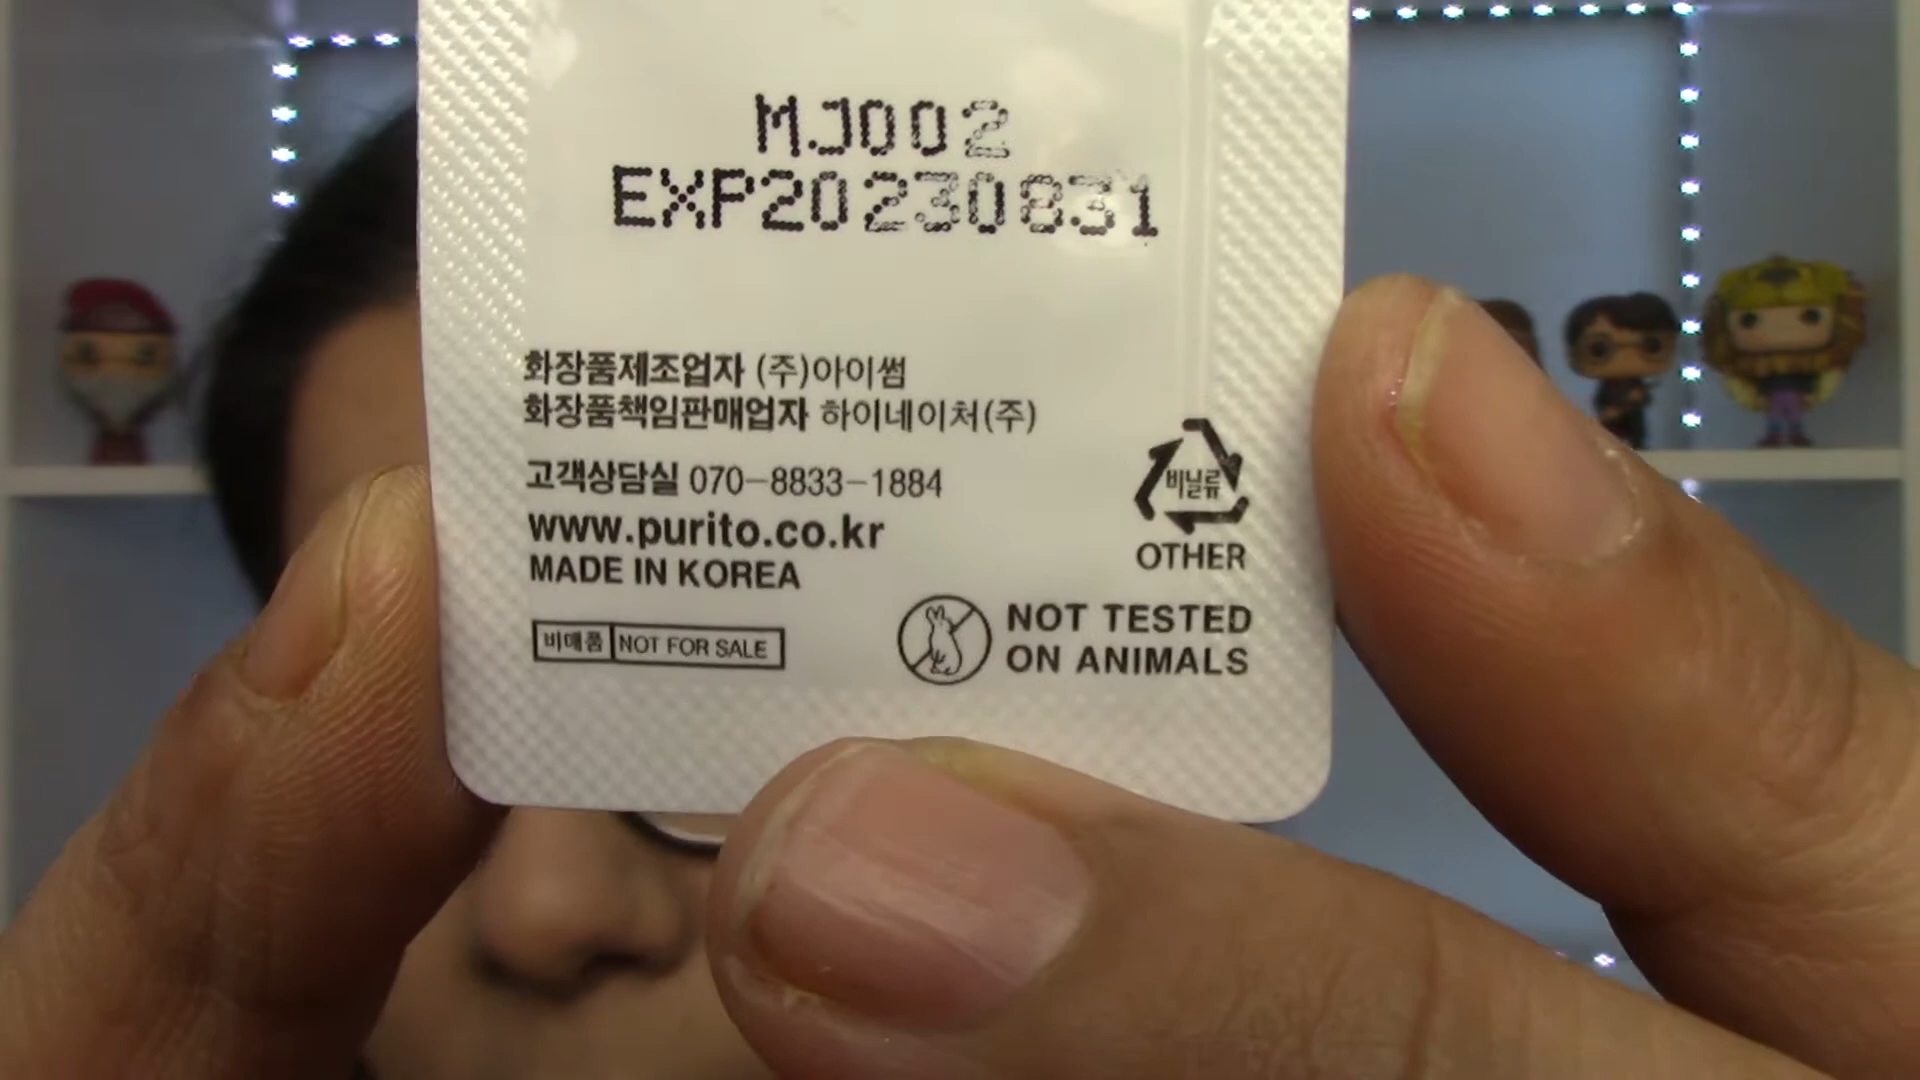 MJ002
EXP20230831
화장품제조업자 (주)아이썸
화장품책임판매업자 하이네이처(주)
고객상담실 070-8833-1884
www.purito.co.kr
MADE IN KOREA
비닐류
OTHER
비매품 NOT FOR SALE
NOT TESTED
ON ANIMALS